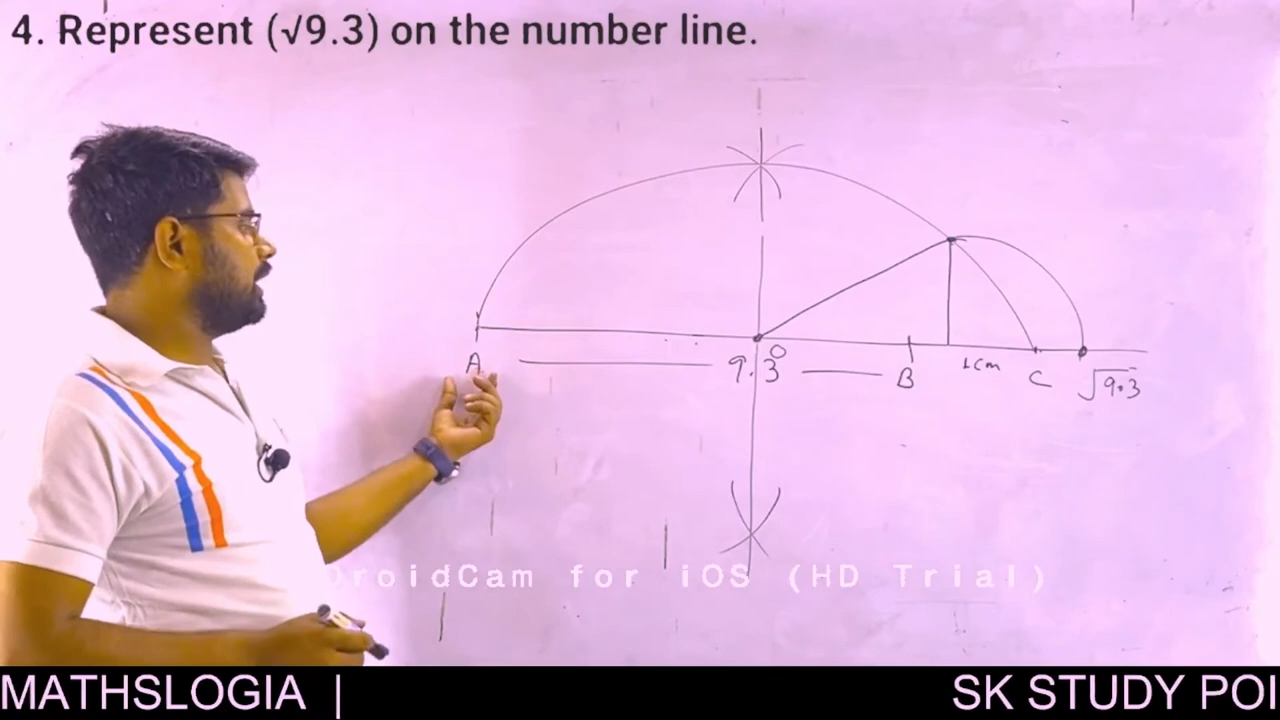 4. Represent (√9.3) on the number line.
A 9.3 O B 1cm C √9.3
DroidCam for iOS (HD Trial)
MATHSLOGIA | SK STUDY POI